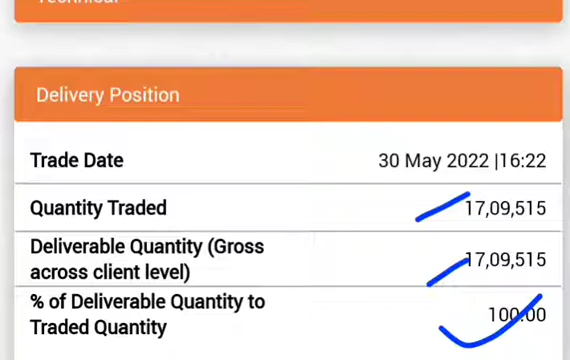 Technical
Delivery Position
Trade Date 30 May 2022 |16:22
Quantity Traded 17,09,515
Deliverable Quantity (Gross
across client level) 17,09,515
% of Deliverable Quantity to
Traded Quantity 100.00